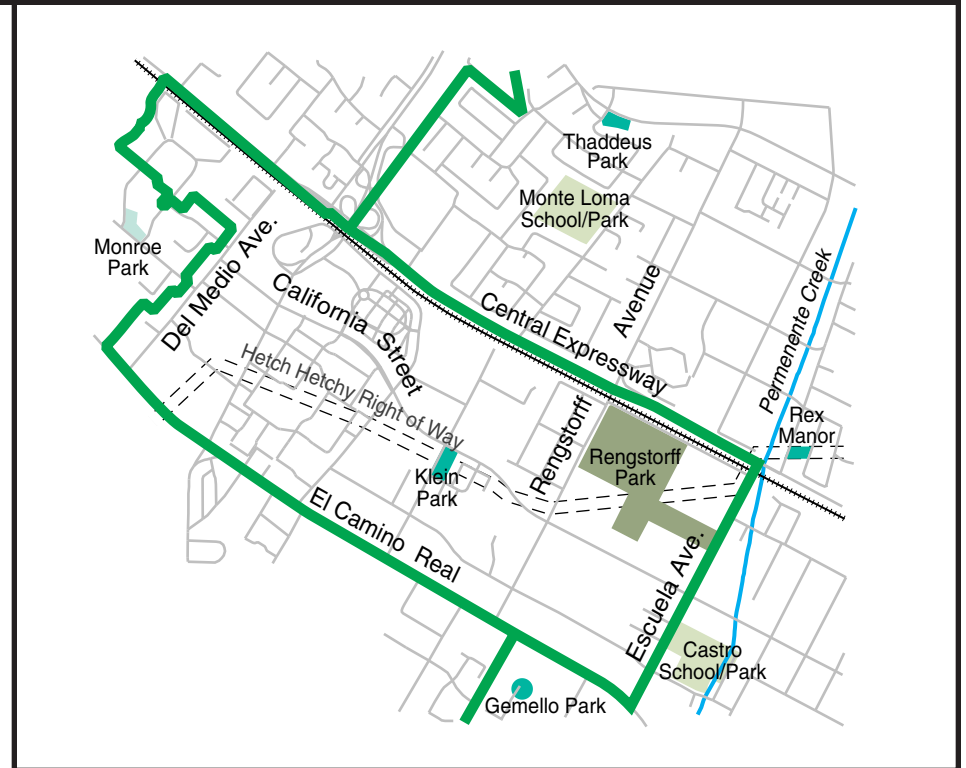 Thaddeus
Park
Monte Loma
School/Park
Monroe
Park
Del Medio Ave.
California Street
Central Expressway
Rengstorff Avenue
Permenente Creek
Hetch Hetchy Right of Way
Rex
Manor
Klein
Park
Rengstorff
Park
El Camino Real
Escuela Ave.
Castro
School/Park
Gemello Park